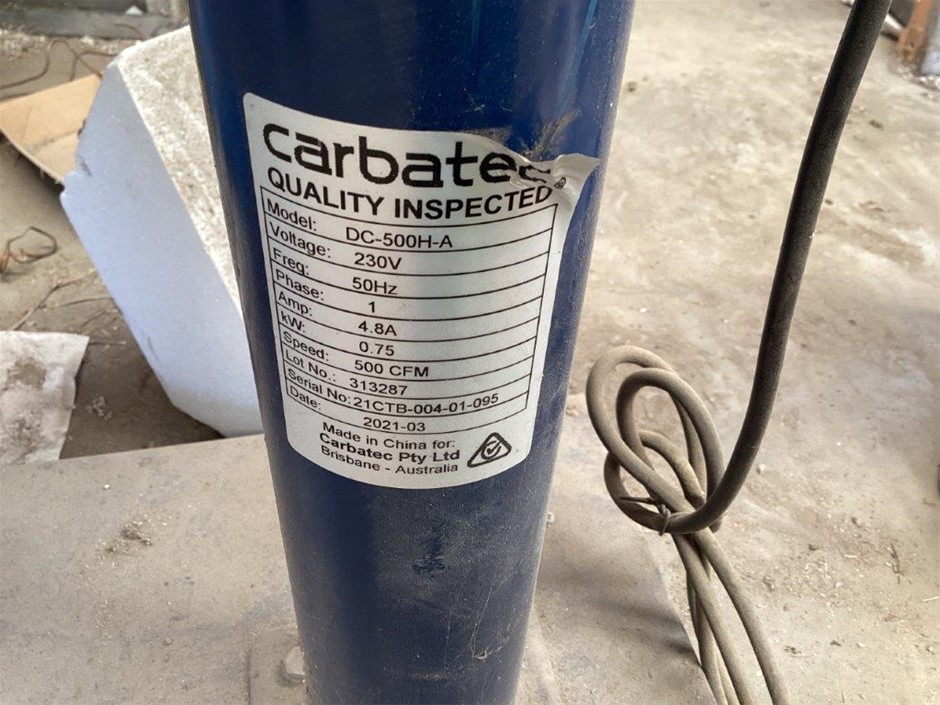 carbatec®
QUALITY INSPECTED
Model: DC-500H-A
Voltage: 230V
Freq: 50Hz
Phase: 1
Amp: 4.8A
kW: 0.75
Speed: 500 CFM
Lot No.: 313287
Serial No: 21CTB-004-01-095
Date: 2021-03
Made in China for:
Carbatec Pty Ltd
Brisbane - Australia